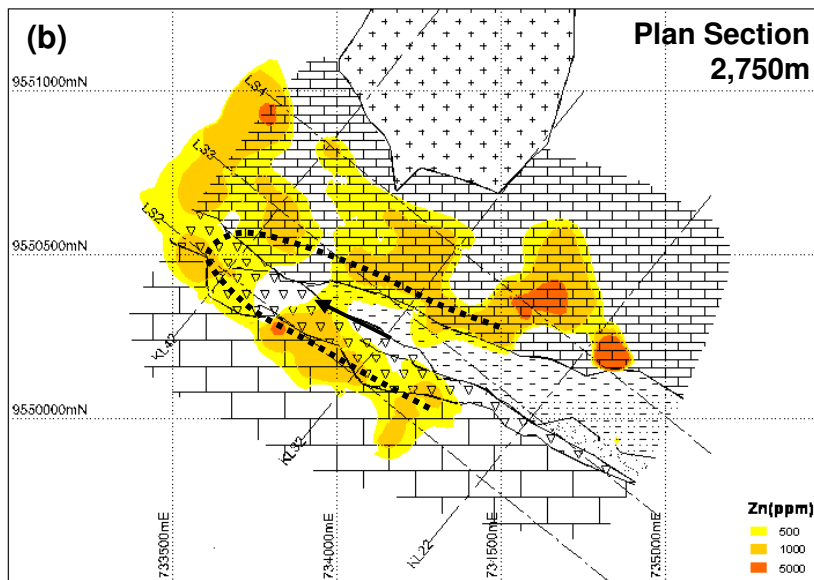 (b)
Plan Section
2,750m
9551000mN
LS4
LS3
LS2
9550500mN
KL42
9550000mN
KL32
KL22
733500mE
734000mE
734500mE
735000mE
Zn(ppm)
500
1000
5000